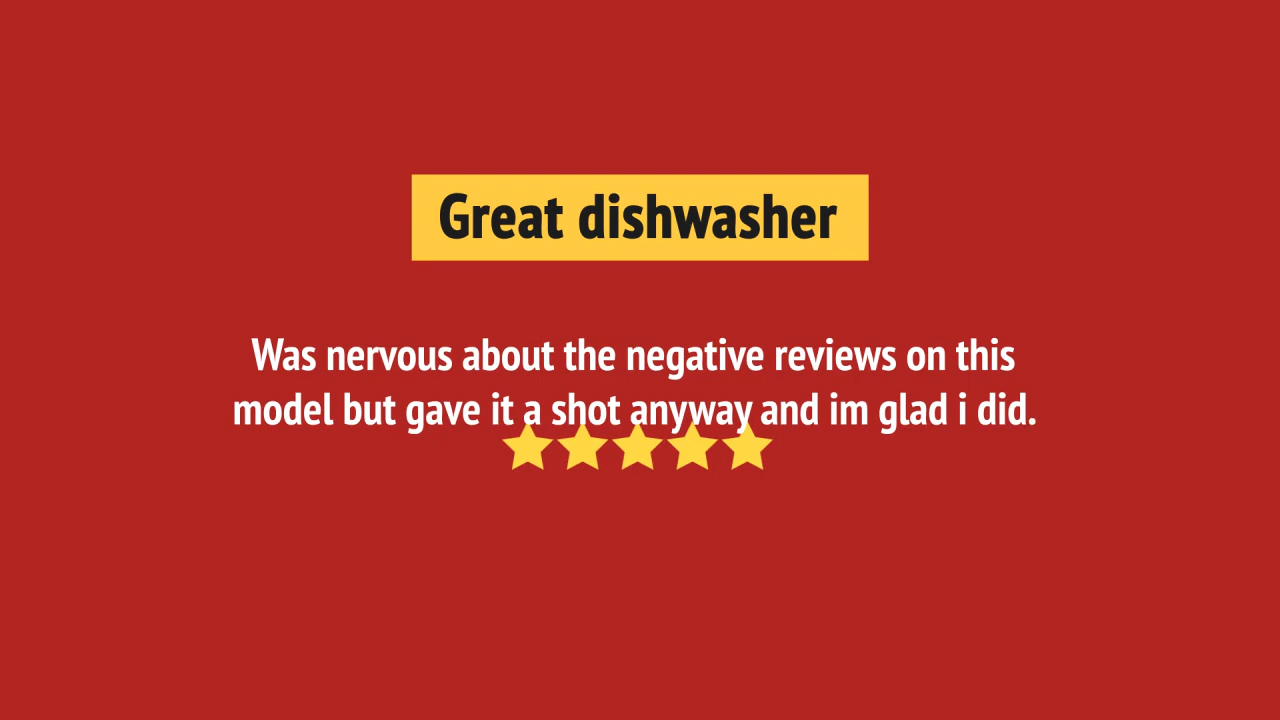 Great dishwasher
Was nervous about the negative reviews on this
model but gave it a shot anyway and im glad i did.